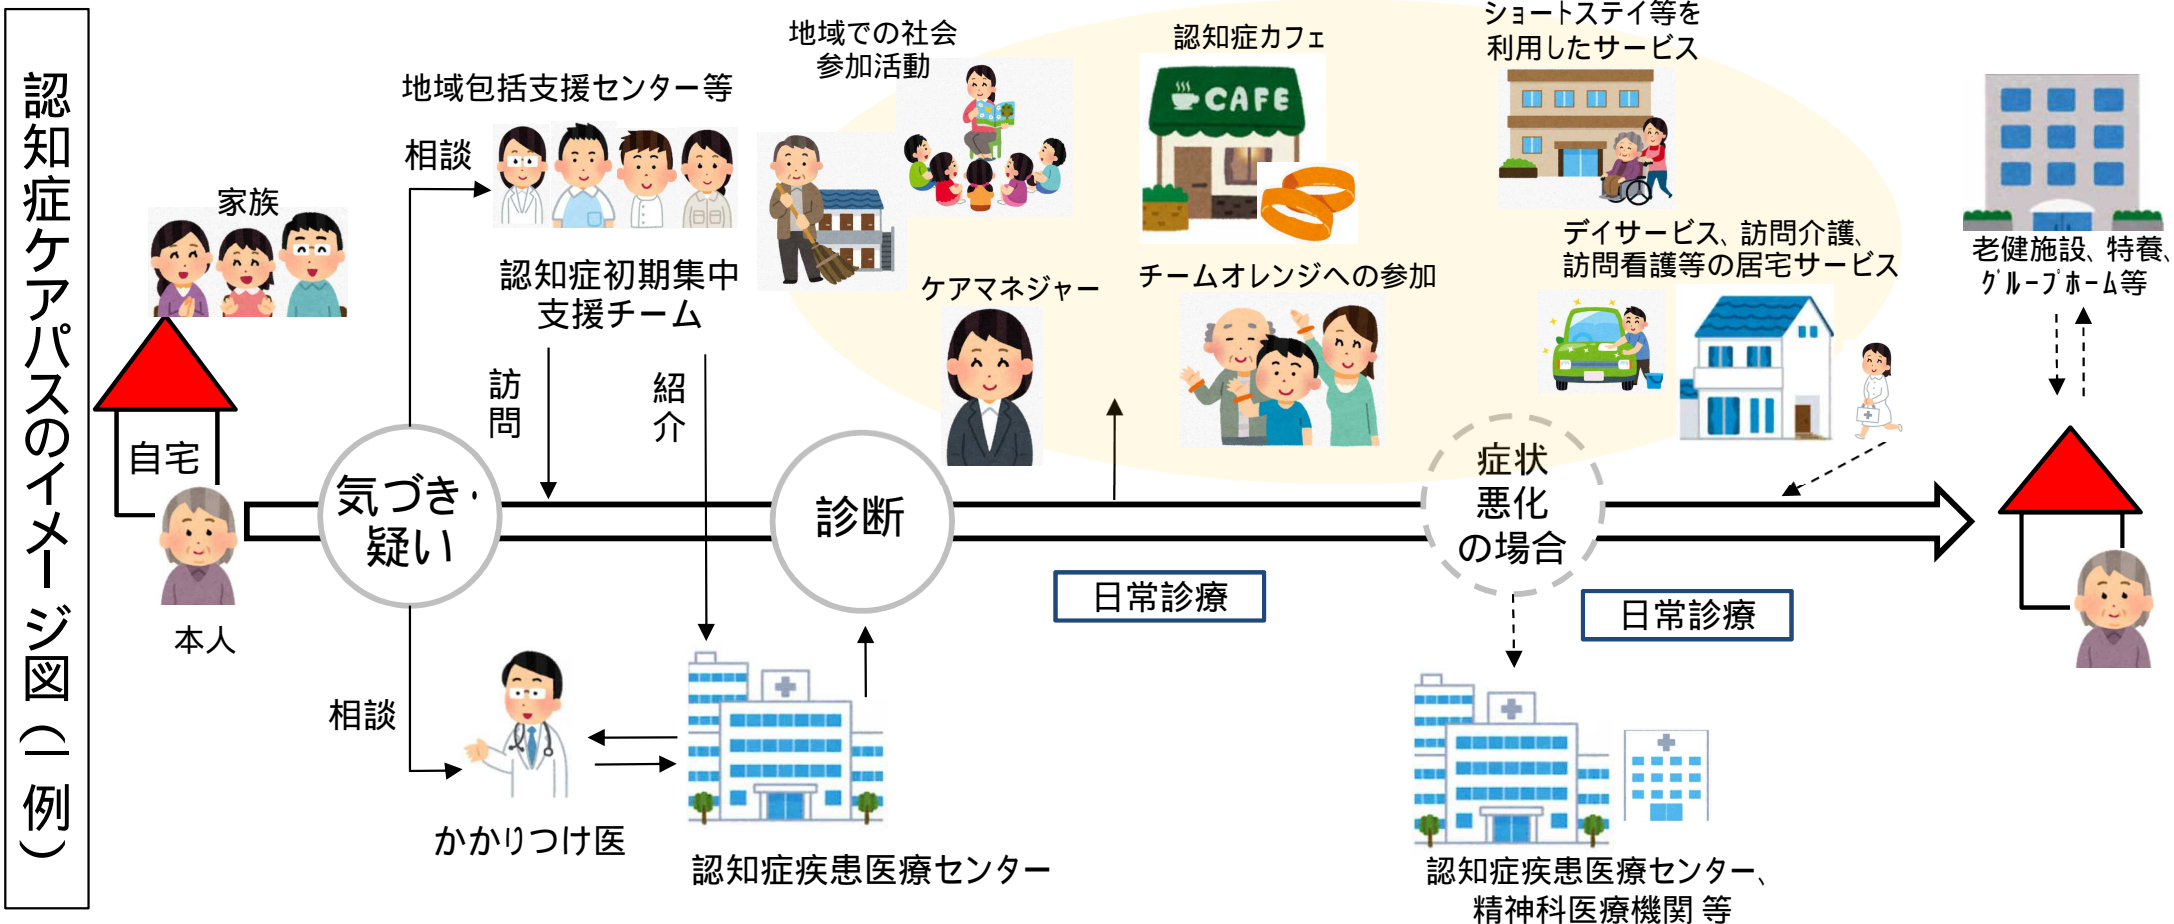 認知症ケアパスのイメージ図(一例)
家族
自宅
本人
地域包括支援センター等
相談
認知症初期集中
支援チーム
訪問
紹介
気づき・
疑い
相談
かかりつけ医
認知症疾患医療センター
診断
地域での社会
参加活動
ケアマネジャー
認知症カフェ
CAFE
チームオレンジへの参加
ショートステイ等を
利用したサービス
デイサービス、訪問介護、
訪問看護等の居宅サービス
日常診療
症状
悪化
の場合
日常診療
認知症疾患医療センター、
精神科医療機関 等
老健施設、特養、
グループホーム等